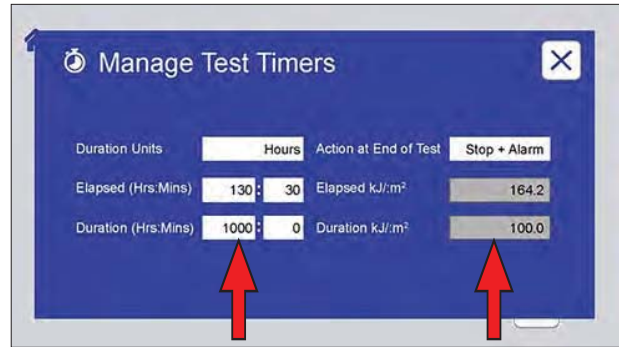 Manage Test Timers
Duration Units Hours Action at End of Test Stop + Alarm
Elapsed (Hrs:Mins) 130 : 30 Elapsed kJ/:m² 164.2
Duration (Hrs:Mins) 1000 : 0 Duration kJ/:m² 100.0